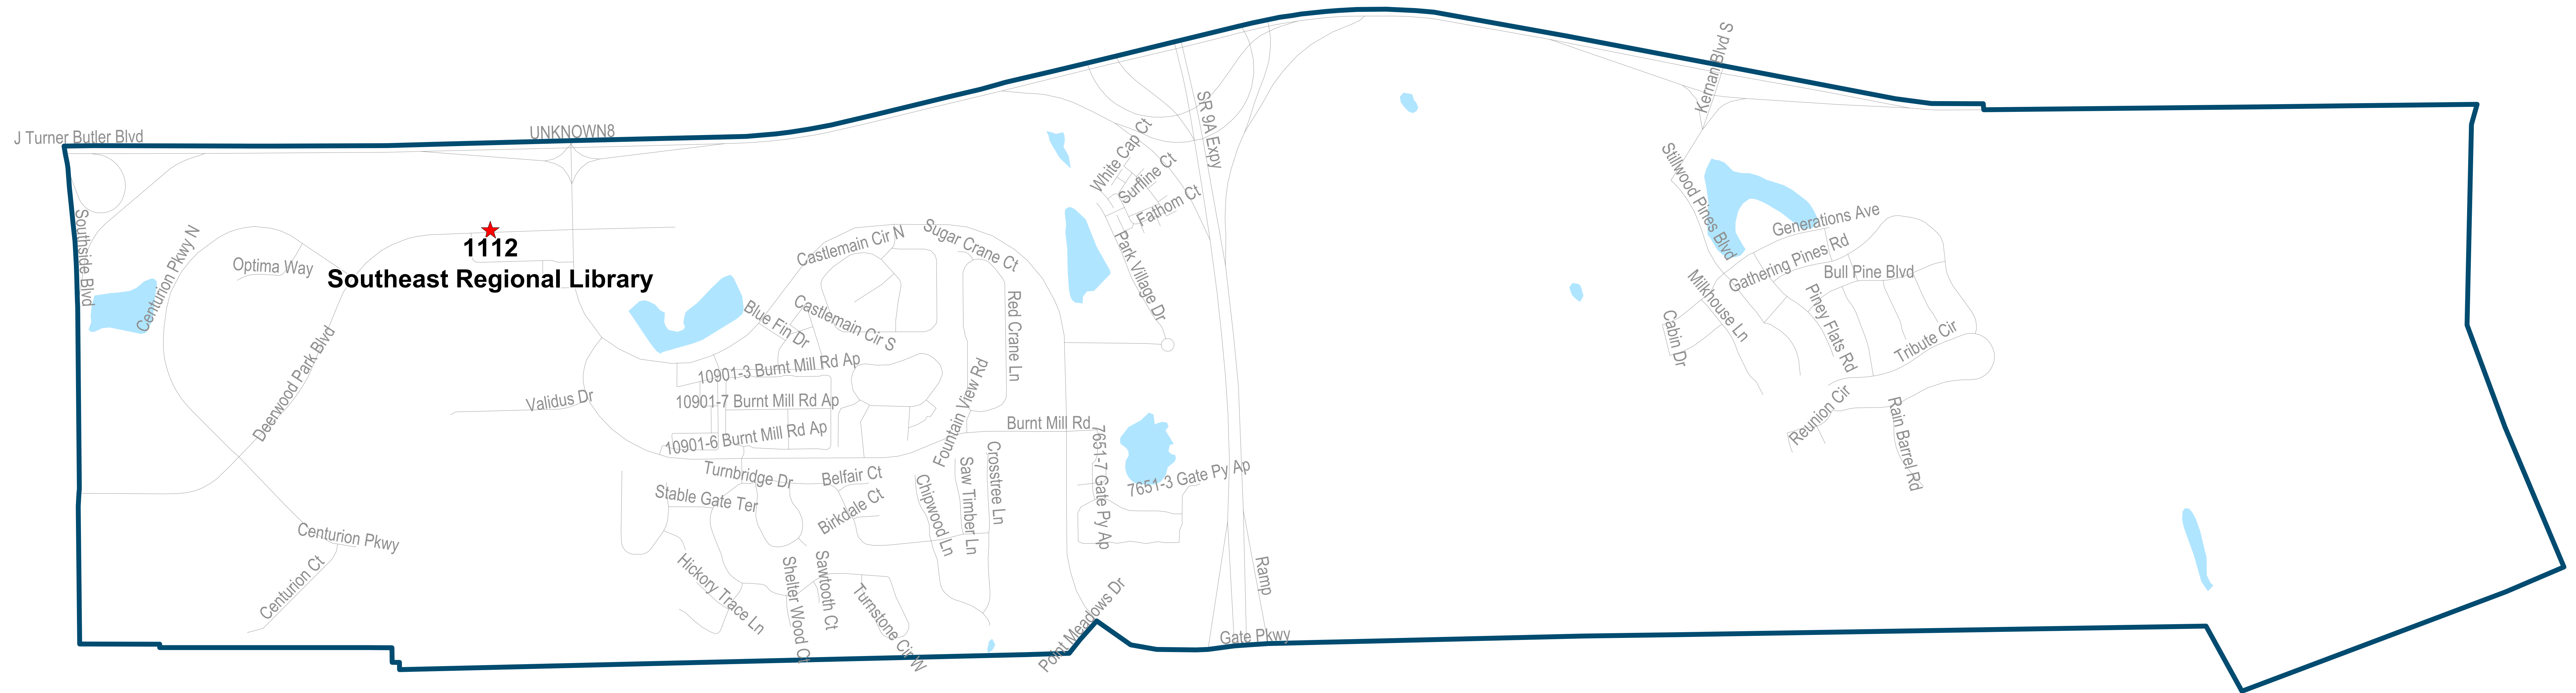 J Turner Butler Blvd
UNKNOWN8
Kernan Blvd S
SR 9A Expy
White Cap Ct
Surfline Ct
Fathom Ct
Park Village Dr
Southside Blvd
Centurion Pkwy N
Optima Way
1112
Southeast Regional Library
Deerwood Park Blvd
Castlemain Cir N
Sugar Crane Ct
Blue Fin Dr
Castlemain Cir S
Red Crane Ln
Stillwood Pines Blvd
Generations Ave
Gathering Pines Rd
Bull Pine Blvd
Milkhouse Ln
Cabin Dr
Piney Flats Rd
Tribute Cir
Reunion Cir
Rain Barrel Rd
10901-3 Burnt Mill Rd Ap
10901-7 Burnt Mill Rd Ap
10901-6 Burnt Mill Rd Ap
Validus Dr
Fountain View Rd
Burnt Mill Rd
7651-7 Gate Py Ap
7651-3 Gate Py Ap
Turnbridge Dr
Belfair Ct
Stable Gate Ter
Birkdale Ct
Chipwood Ln
Saw Timber Ln
Crosstree Ln
Centurion Pkwy
Centurion Ct
Hickory Trace Ln
Shelter Wood Ct
Sawtooth Ct
Turnstone Cir W
Point Meadows Dr
Ramp
Gate Pkwy